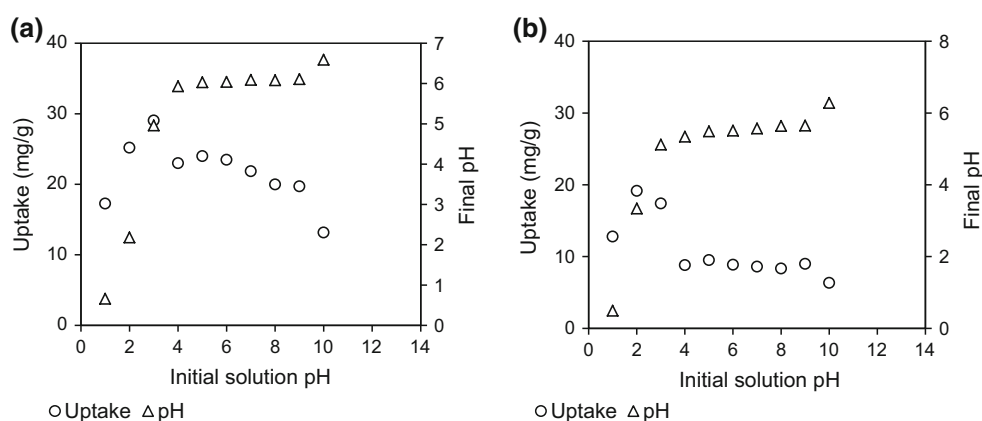 (a)
40
30
20
10
0
Uptake (mg/g)
7
6
5
4
3
2
1
0
Final pH
0 2 4 6 8 10 12 14
Initial solution pH
○ Uptake △ pH
(b)
40
30
20
10
0
Uptake (mg/g)
8
6
4
2
0
Final pH
0 2 4 6 8 10 12 14
Initial solution pH
○ Uptake △ pH